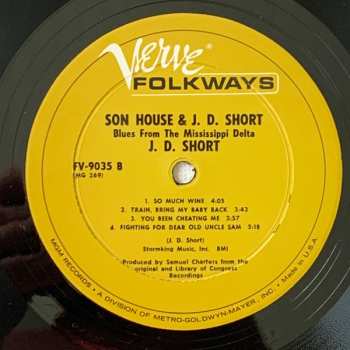 Verve
FOLKWAYS
SON HOUSE & J. D. SHORT
Blues From The Mississippi Delta
J. D. SHORT
FV-9035 B
(MG 269)
1. SO MUCH WINE 4:05
2. TRAIN, BRING MY BABY BACK 3:42
3. YOU BEEN CHEATING ME 3:57
4. FIGHTING FOR DEAR OLD UNCLE SAM 5:18
(J. D. Short)
Stormking Music, Inc. BMI
Produced by Samuel Charters from the
original and Library of Congress
Recordings
MGM RECORDS • A DIVISION OF METRO-GOLDWYN-MAYER, INC. • Made in U.S.A.